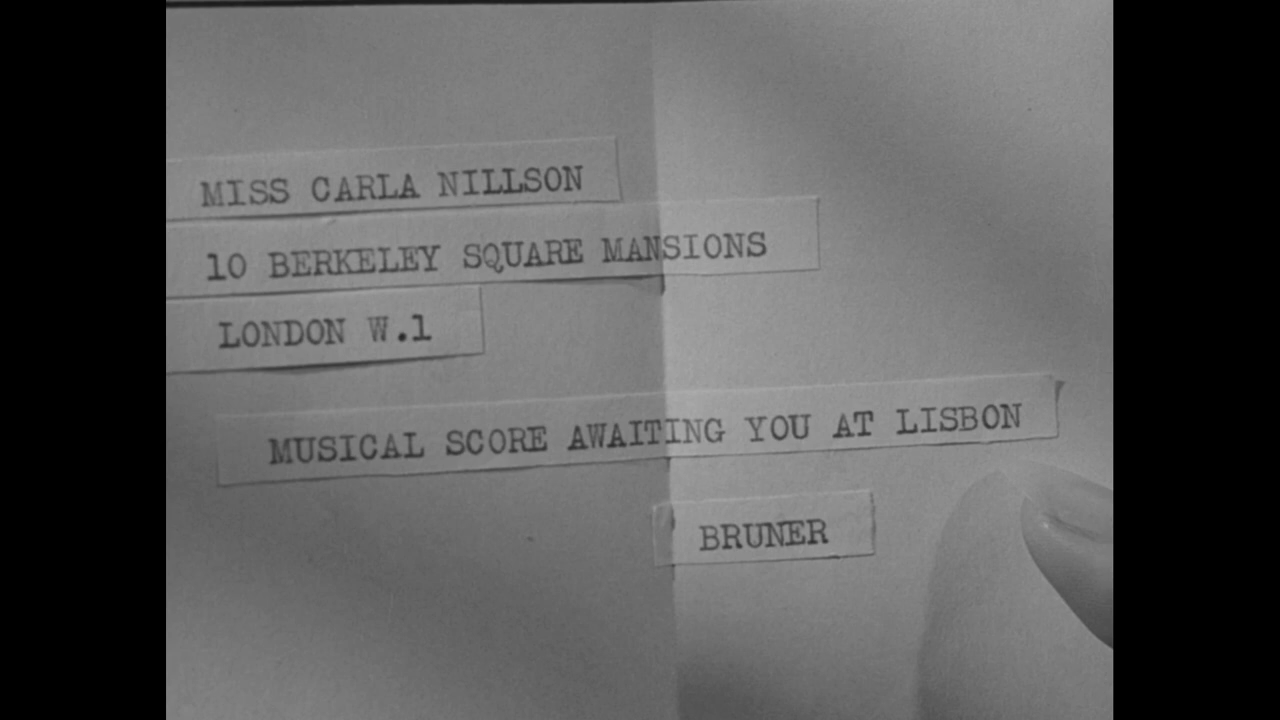 MISS CARLA NILLSON
10 BERKELEY SQUARE MANSIONS
LONDON W.1
MUSICAL SCORE AWAITING YOU AT LISBON
BRUNER